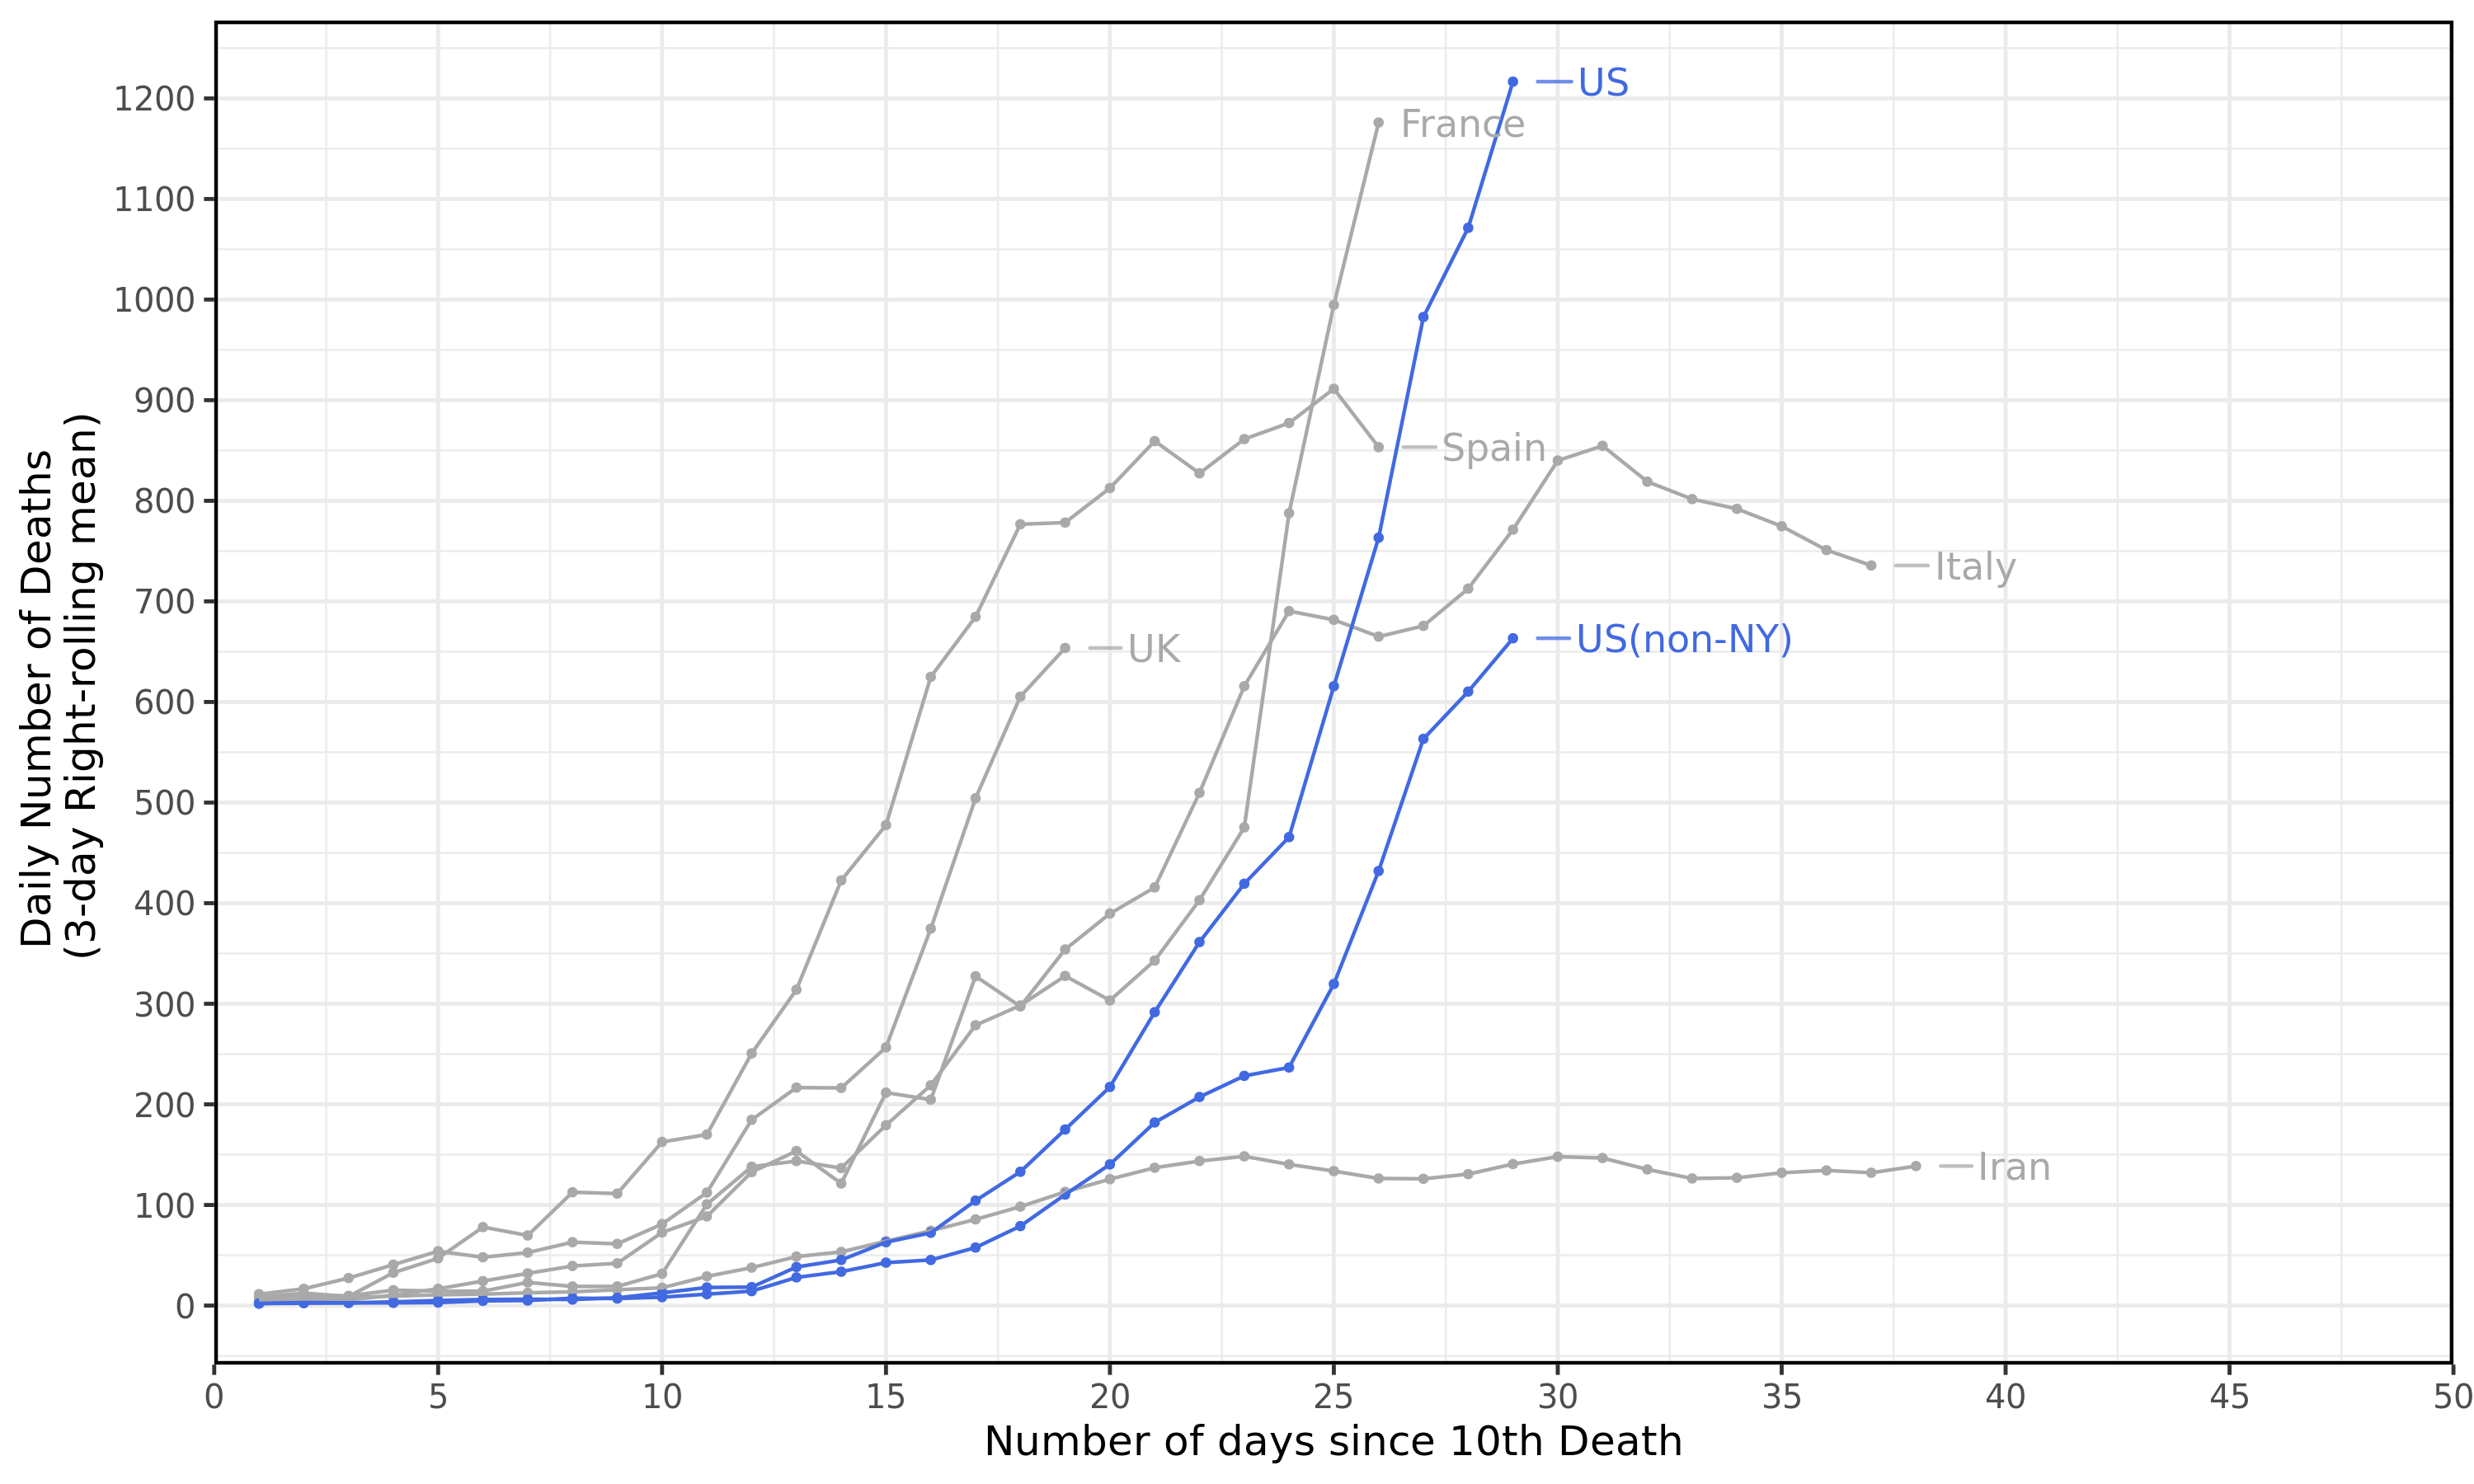 Daily Number of Deaths
(3-day Right-rolling mean)
1200
1100
1000
900
800
700
600
500
400
300
200
100
0
US
France
Spain
Italy
UK
US(non-NY)
Iran
0 5 10 15 20 25 30 35 40 45 50
Number of days since 10th Death